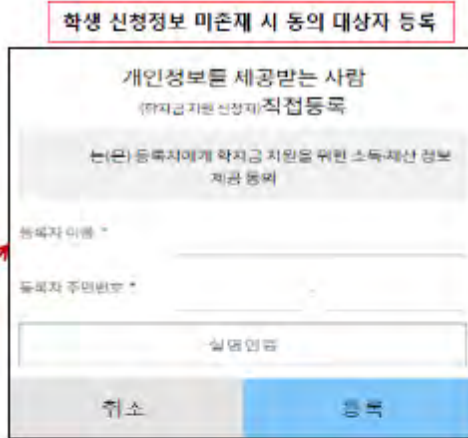 학생 신청정보 미존재 시 동의 대상자 등록
개인정보를 제공받는 사람
(학자금 지원 신청자)직접등록
는(은) 등록자에게 학자금 지원을 위한 소득·재산 정보
제공 동의
등록자 이름 *
등록자 주민번호 * -
실명인증
취소 등록